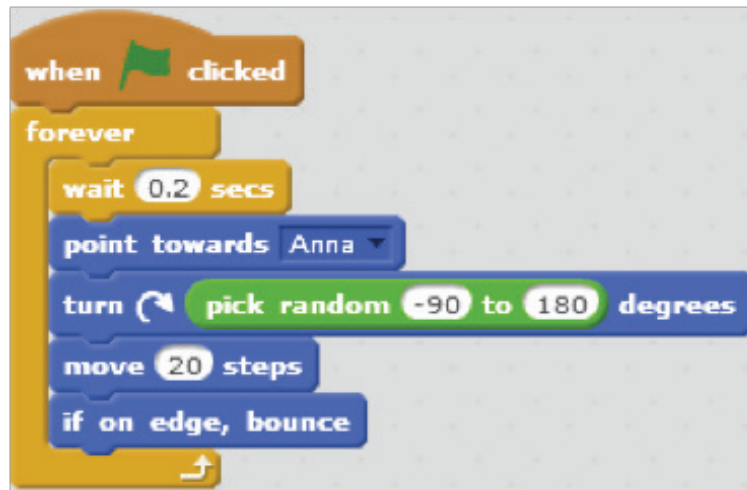 when clicked
forever
wait 0.2 secs
point towards Anna
turn pick random -90 to 180 degrees
move 20 steps
if on edge, bounce